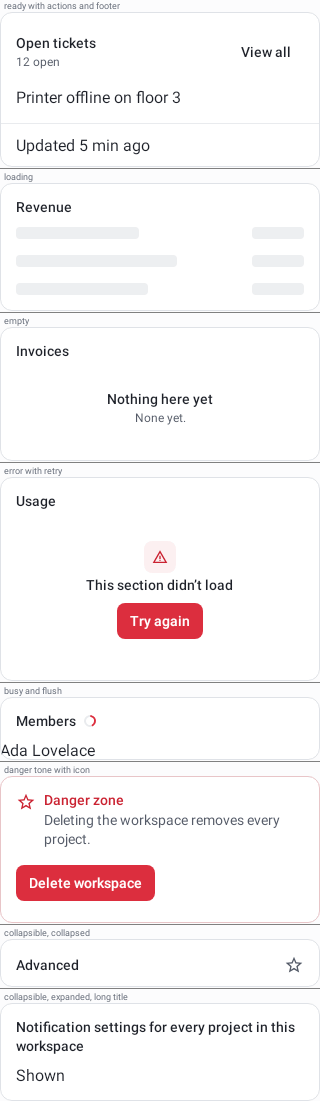 ready with actions and footer
Open tickets
12 open
View all
Printer offline on floor 3
Updated 5 min ago
loading
Revenue
empty
Invoices
Nothing here yet
None yet.
error with retry
Usage
This section didn’t load
Try again
busy and flush
Members
Ada Lovelace
danger tone with icon
Danger zone
Deleting the workspace removes every
project.
Delete workspace
collapsible, collapsed
Advanced
collapsible, expanded, long title
Notification settings for every project in this
workspace
Shown